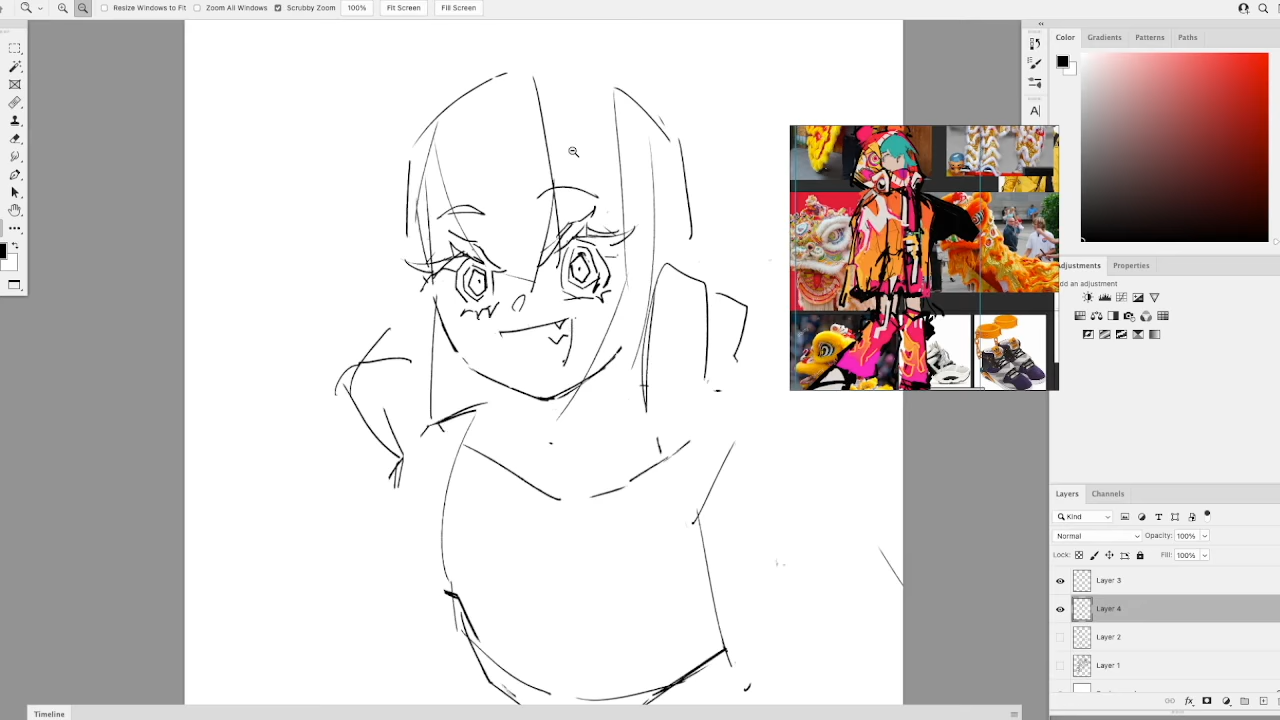 Resize Windows to Fit Zoom All Windows Scrubby Zoom 100% Fit Screen Fill Screen
Color Gradients Patterns Paths
A
Adjustments Properties
dd an adjustment
Layers Channels
Kind
Normal Opacity: 100%
Lock: Fill: 100%
Layer 3
Layer 4
Layer 2
Layer 1
fx
Timeline